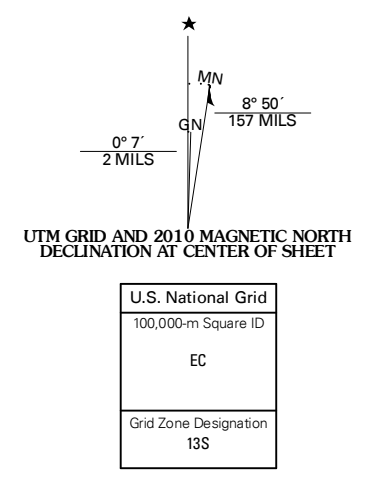 ★
MN
GN
8° 50´
157 MILS
0° 7´
2 MILS
UTM GRID AND 2010 MAGNETIC NORTH
DECLINATION AT CENTER OF SHEET
U.S. National Grid
100,000-m Square ID
EC
Grid Zone Designation
13S